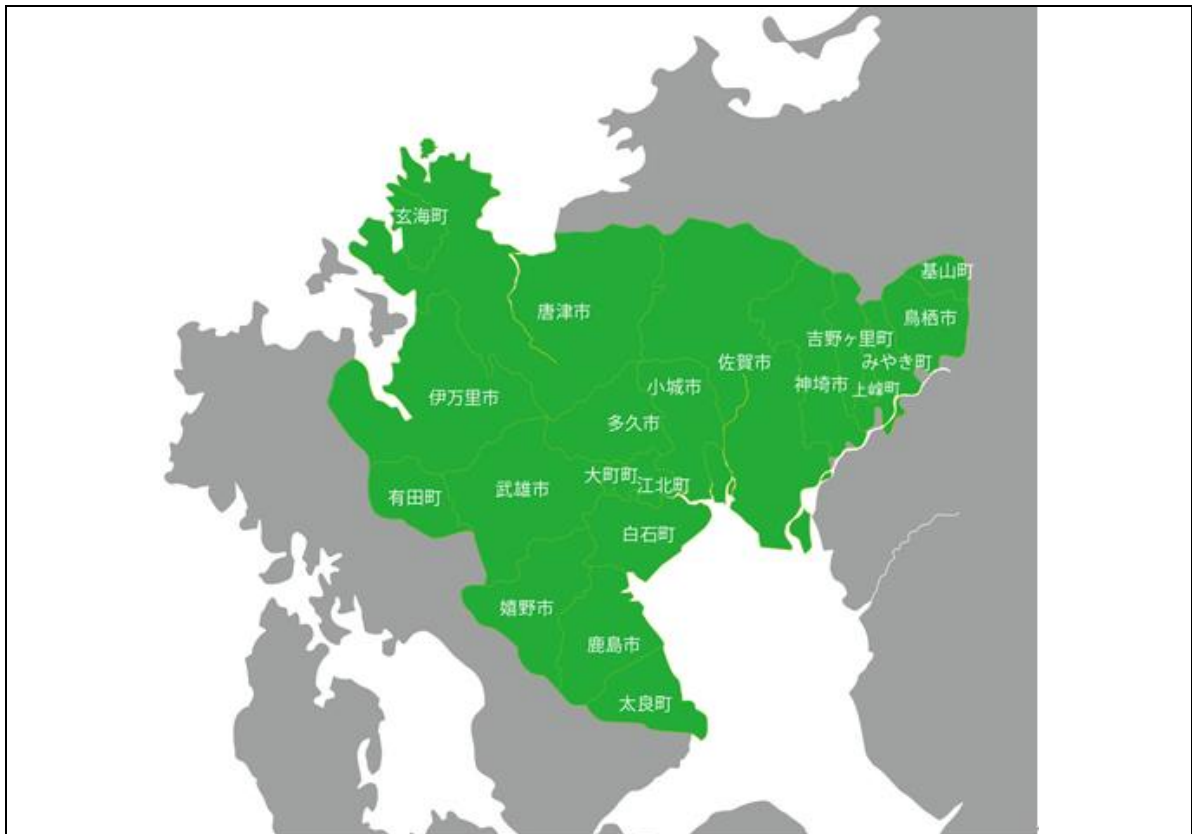 玄海町
基山町
唐津市
鳥栖市
吉野ヶ里町
みやき町
佐賀市
神埼市
上峰町
小城市
伊万里市
多久市
大町町
江北町
武雄市
有田町
白石町
嬉野市
鹿島市
太良町